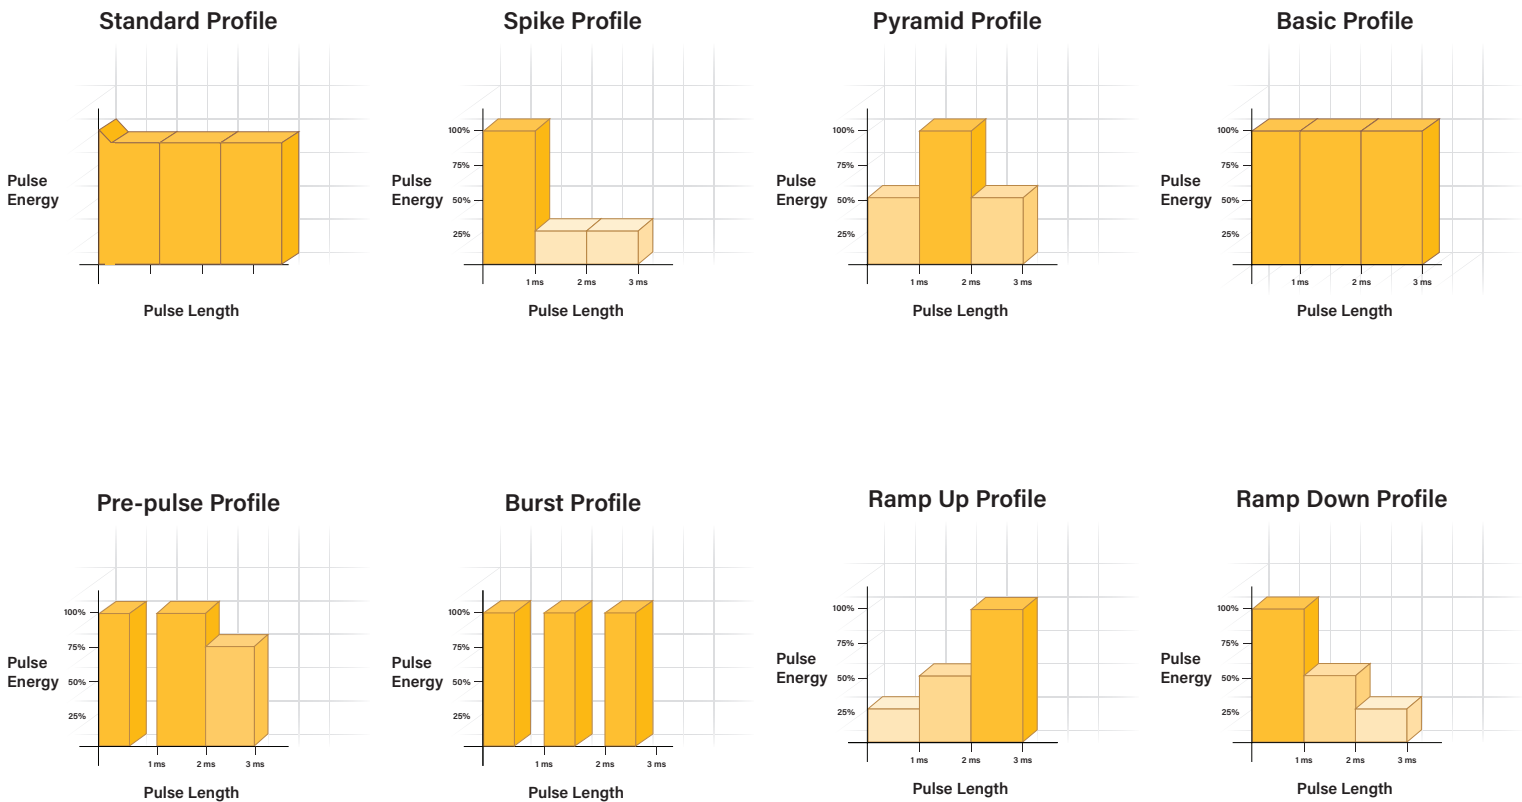 Standard Profile
Pulse
Energy
Pulse Length
Spike Profile
100%
75%
Pulse
Energy
50%
25%
1 ms
2 ms
3 ms
Pulse Length
Pyramid Profile
100%
75%
Pulse
Energy
50%
25%
1 ms
2 ms
3 ms
Pulse Length
Basic Profile
100%
75%
Pulse
Energy
50%
25%
1 ms
2 ms
3 ms
Pulse Length
Pre-pulse Profile
100%
75%
Pulse
Energy
50%
25%
1 ms
2 ms
3 ms
Pulse Length
Burst Profile
100%
75%
Pulse
Energy
50%
25%
1 ms
2 ms
3 ms
Pulse Length
Ramp Up Profile
100%
75%
Pulse
Energy
50%
25%
1 ms
2 ms
3 ms
Pulse Length
Ramp Down Profile
100%
75%
Pulse
Energy
50%
25%
1 ms
2 ms
3 ms
Pulse Length